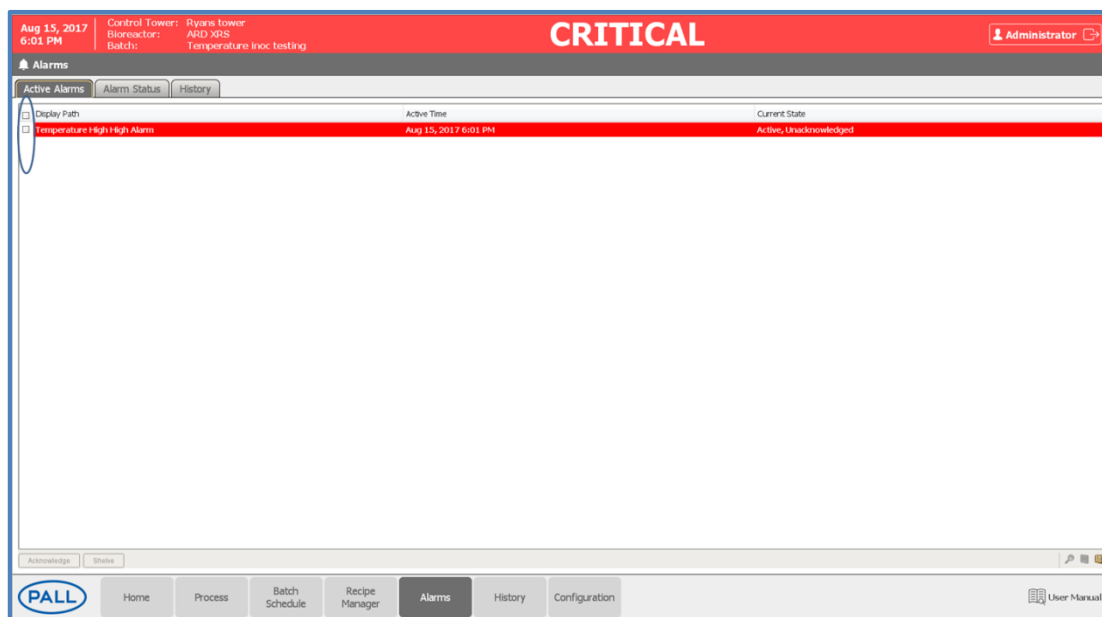 Aug 15, 2017
6:01 PM
Control Tower: Ryans tower
Bioreactor: ARD XRS
Batch: Temperature inoc testing
CRITICAL
Administrator
Alarms
Active Alarms Alarm Status History
Display Path Active Time Current State
Temperature High High Alarm Aug 15, 2017 6:01 PM Active, Unacknowledged
Acknowledge Shelve
PALL
Home
Process
Batch
Schedule
Recipe
Manager
Alarms
History
Configuration
User Manual